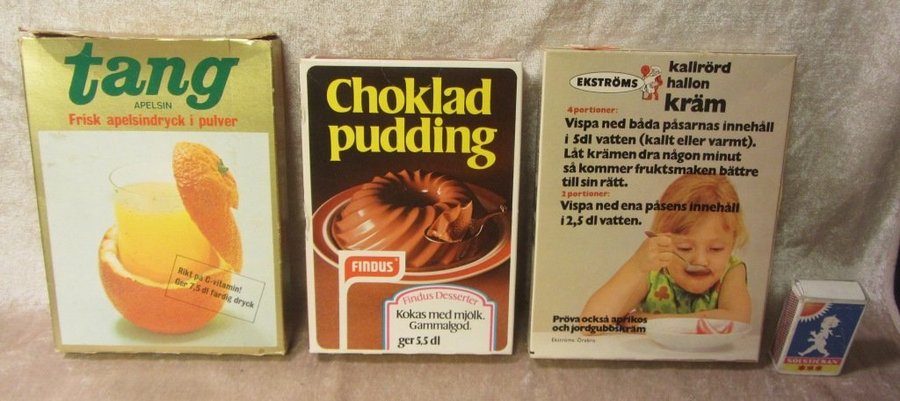 tang
APELSIN
Frisk apelsindryck i pulver
Rikt på C-vitamin!
Ger 7,5 dl färdig dryck
Choklad
pudding
FINDUS
Findus Desserter
Kokas med mjölk.
Gammalgod.
ger 5,5 dl
EKSTRÖMS
kallrörd
hallon
kräm
4 portioner:
Vispa ned båda påsarnas innehåll
i 5dl vatten (kallt eller varmt).
Låt krämen dra någon minut
så kommer fruktsmaken bättre
till sin rätt.
2 portioner:
Vispa ned ena påsens innehåll
i 2,5 dl vatten.
Pröva också aprikos
och jordgubbskräm
Ekströms Örebro
SOLSTICKAN